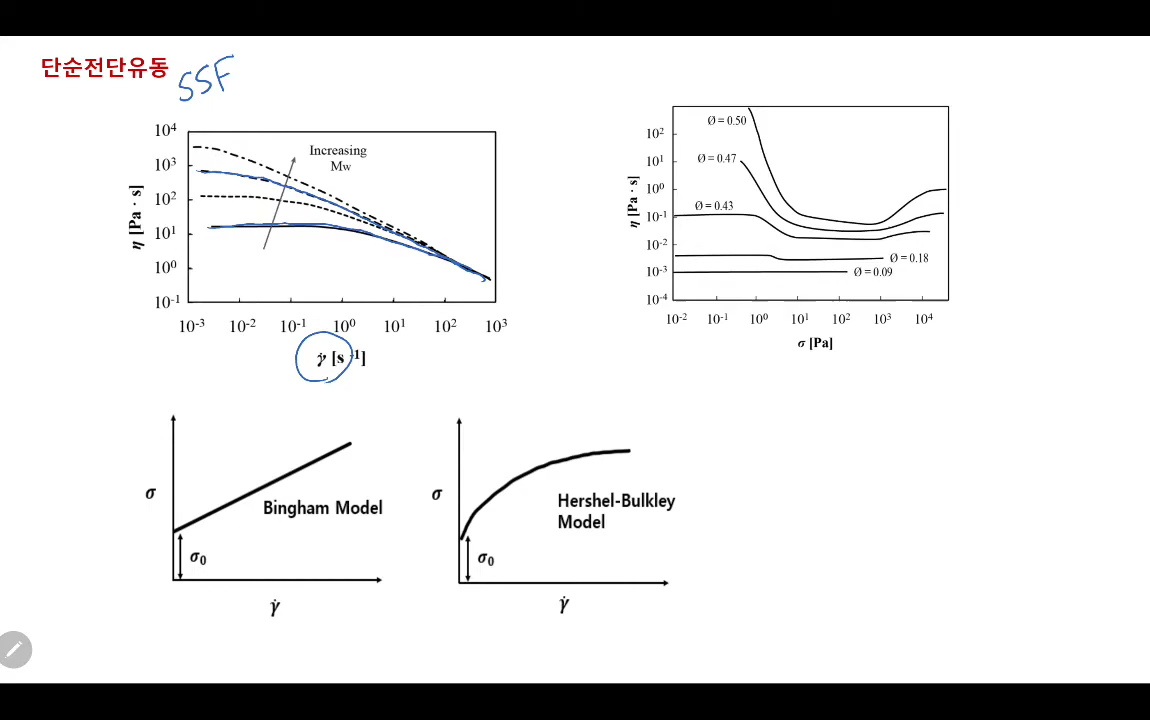 단순전단유동 SSF
10⁴
10³
10²
10¹
10⁰
10⁻¹
η [Pa · s]
Increasing
Mw
10⁻³ 10⁻² 10⁻¹ 10⁰ 10¹ 10² 10³
γ̇ [s⁻¹]
10²
10¹
10⁰
10⁻¹
10⁻²
10⁻³
10⁻⁴
η [Pa · s]
Ø = 0.50
Ø = 0.47
Ø = 0.43
Ø = 0.18
Ø = 0.09
10⁻² 10⁻¹ 10⁰ 10¹ 10² 10³ 10⁴
σ [Pa]
σ
Bingham Model
σ₀
γ̇
σ
Hershel-Bulkley
Model
σ₀
γ̇